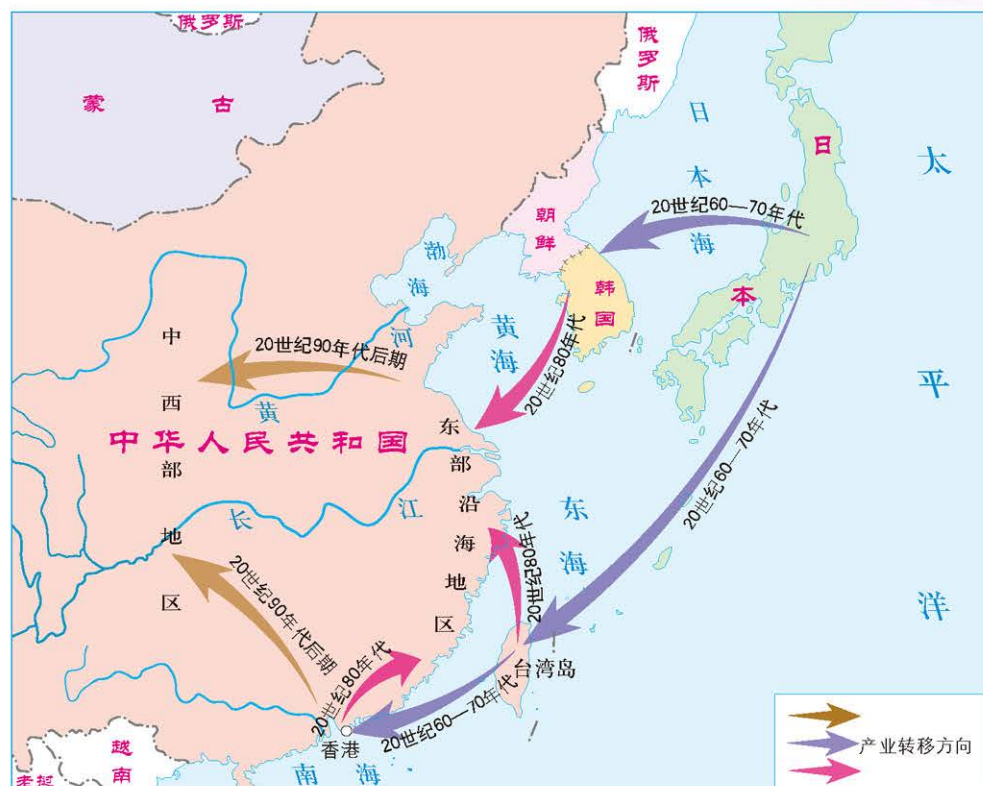 俄罗斯
俄罗斯
蒙古
日本海
日本
太平洋
朝鲜
20世纪60—70年代
渤海
韩国
黄海
20世纪80年代
20世纪90年代后期
中西部地区
黄河
中华人民共和国
东部沿海地区
20世纪60—70年代
长江
东海
20世纪80年代
20世纪90年代后期
20世纪80年代
台湾岛
20世纪60—70年代
香港
越南
老挝
南海
产业转移方向